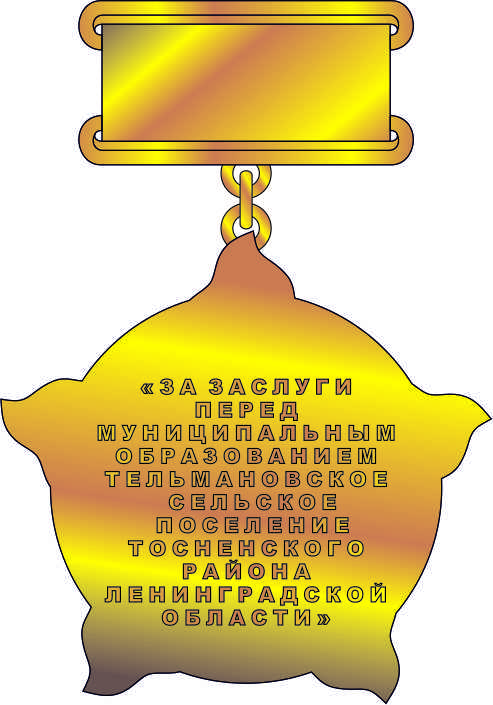 «ЗА ЗАСЛУГИ
ПЕРЕД
МУНИЦИПАЛЬНЫМ
ОБРАЗОВАНИЕМ
ТЕЛЬМАНОВСКОЕ
СЕЛЬСКОЕ
ПОСЕЛЕНИЕ
ТОСНЕНСКОГО
РАЙОНА
ЛЕНИНГРАДСКОЙ
ОБЛАСТИ»